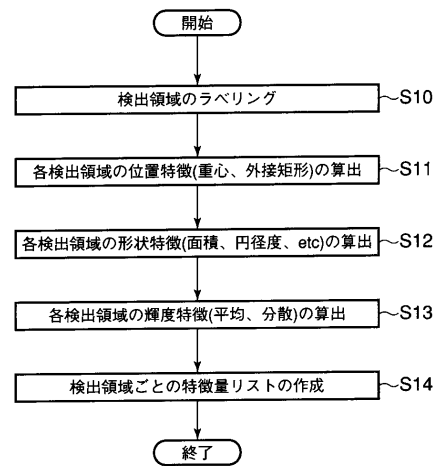 開始
検出領域のラベリング ~S10
各検出領域の位置特徴(重心、外接矩形)の算出 ~S11
各検出領域の形状特徴(面積、円径度、etc)の算出 ~S12
各検出領域の輝度特徴(平均、分散)の算出 ~S13
検出領域ごとの特徴量リストの作成 ~S14
終了